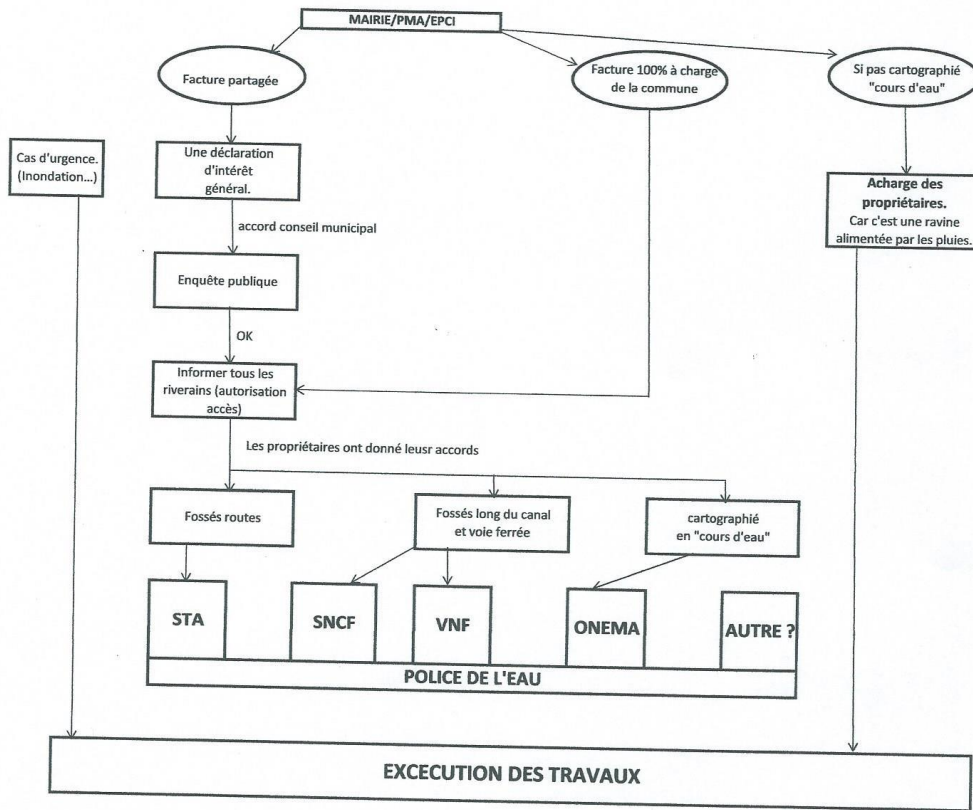 MAIRIE/PMA/EPCI
Facture partagée
Facture 100% à charge
de la commune
Si pas cartographié
"cours d'eau"
Cas d'urgence.
(Inondation...)
Une déclaration
d'intérêt
général.
Acharge des
propriétaires.
Car c'est une ravine
alimentée par les pluies.
accord conseil municipal
Enquête publique
OK
Informer tous les
riverains (autorisation
accès)
Les propriétaires ont donné leusr accords
Fossés routes
Fossés long du canal
et voie ferrée
cartographié
en "cours d'eau"
STA
SNCF
VNF
ONEMA
AUTRE ?
POLICE DE L'EAU
EXCECUTION DES TRAVAUX